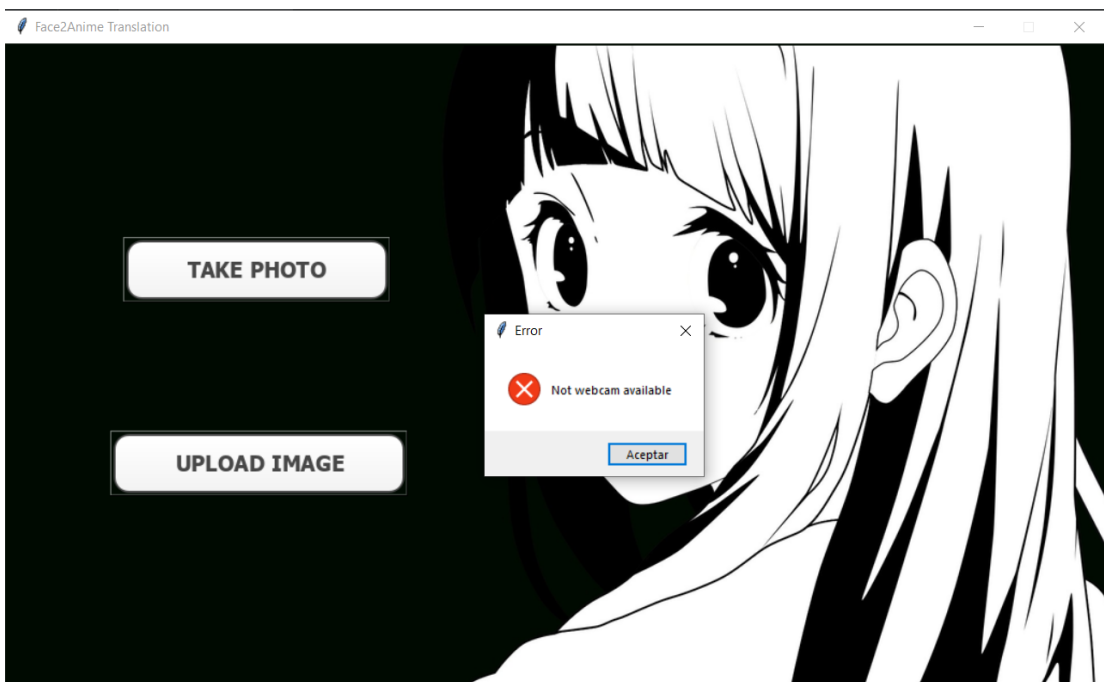 Face2Anime Translation
TAKE PHOTO
Error
Not webcam available
Aceptar
UPLOAD IMAGE